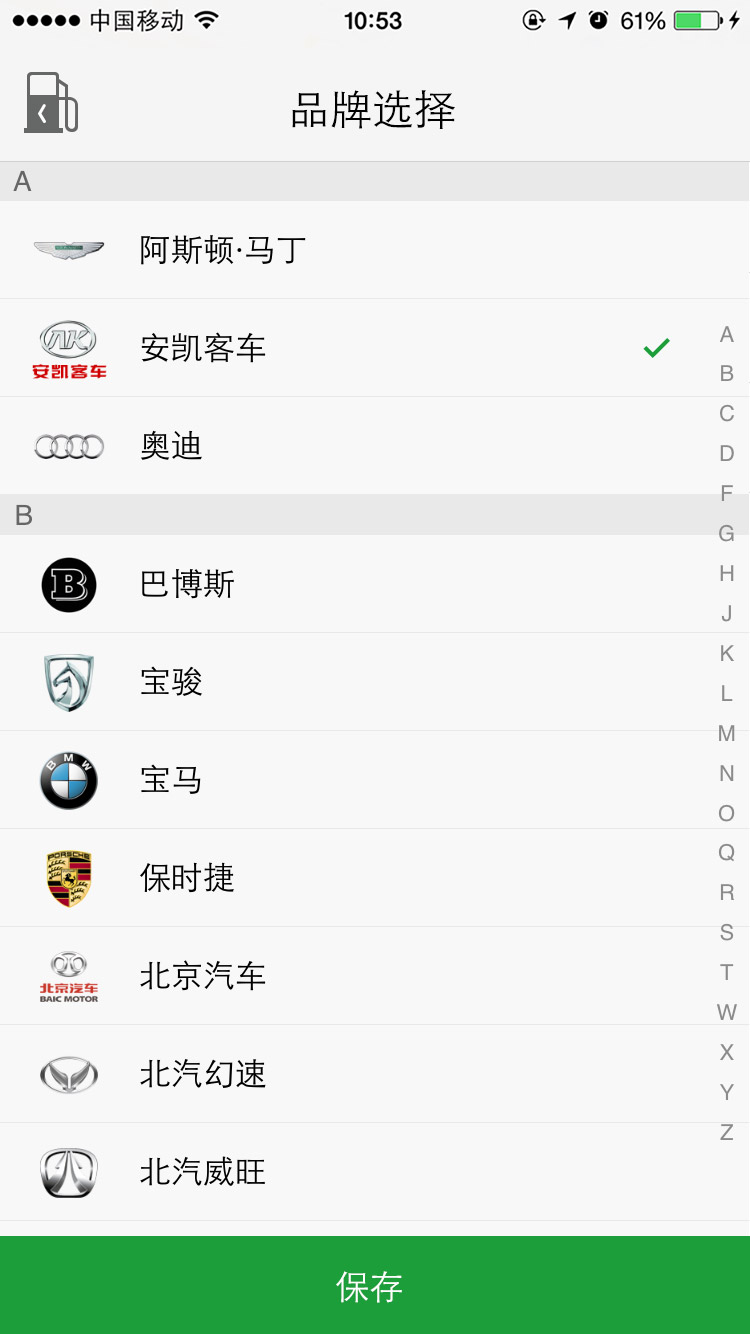 中国移动 10:53 61%
品牌选择
A
阿斯顿·马丁
安凯客车
安凯客车
奥迪
B
B
巴博斯
宝骏
BMW
宝马
PORSCHE
保时捷
北京汽车
BAIC MOTOR
北京汽车
北汽幻速
北汽威旺
A
B
C
D
F
G
H
J
K
L
M
N
O
Q
R
S
T
W
X
Y
Z
保存